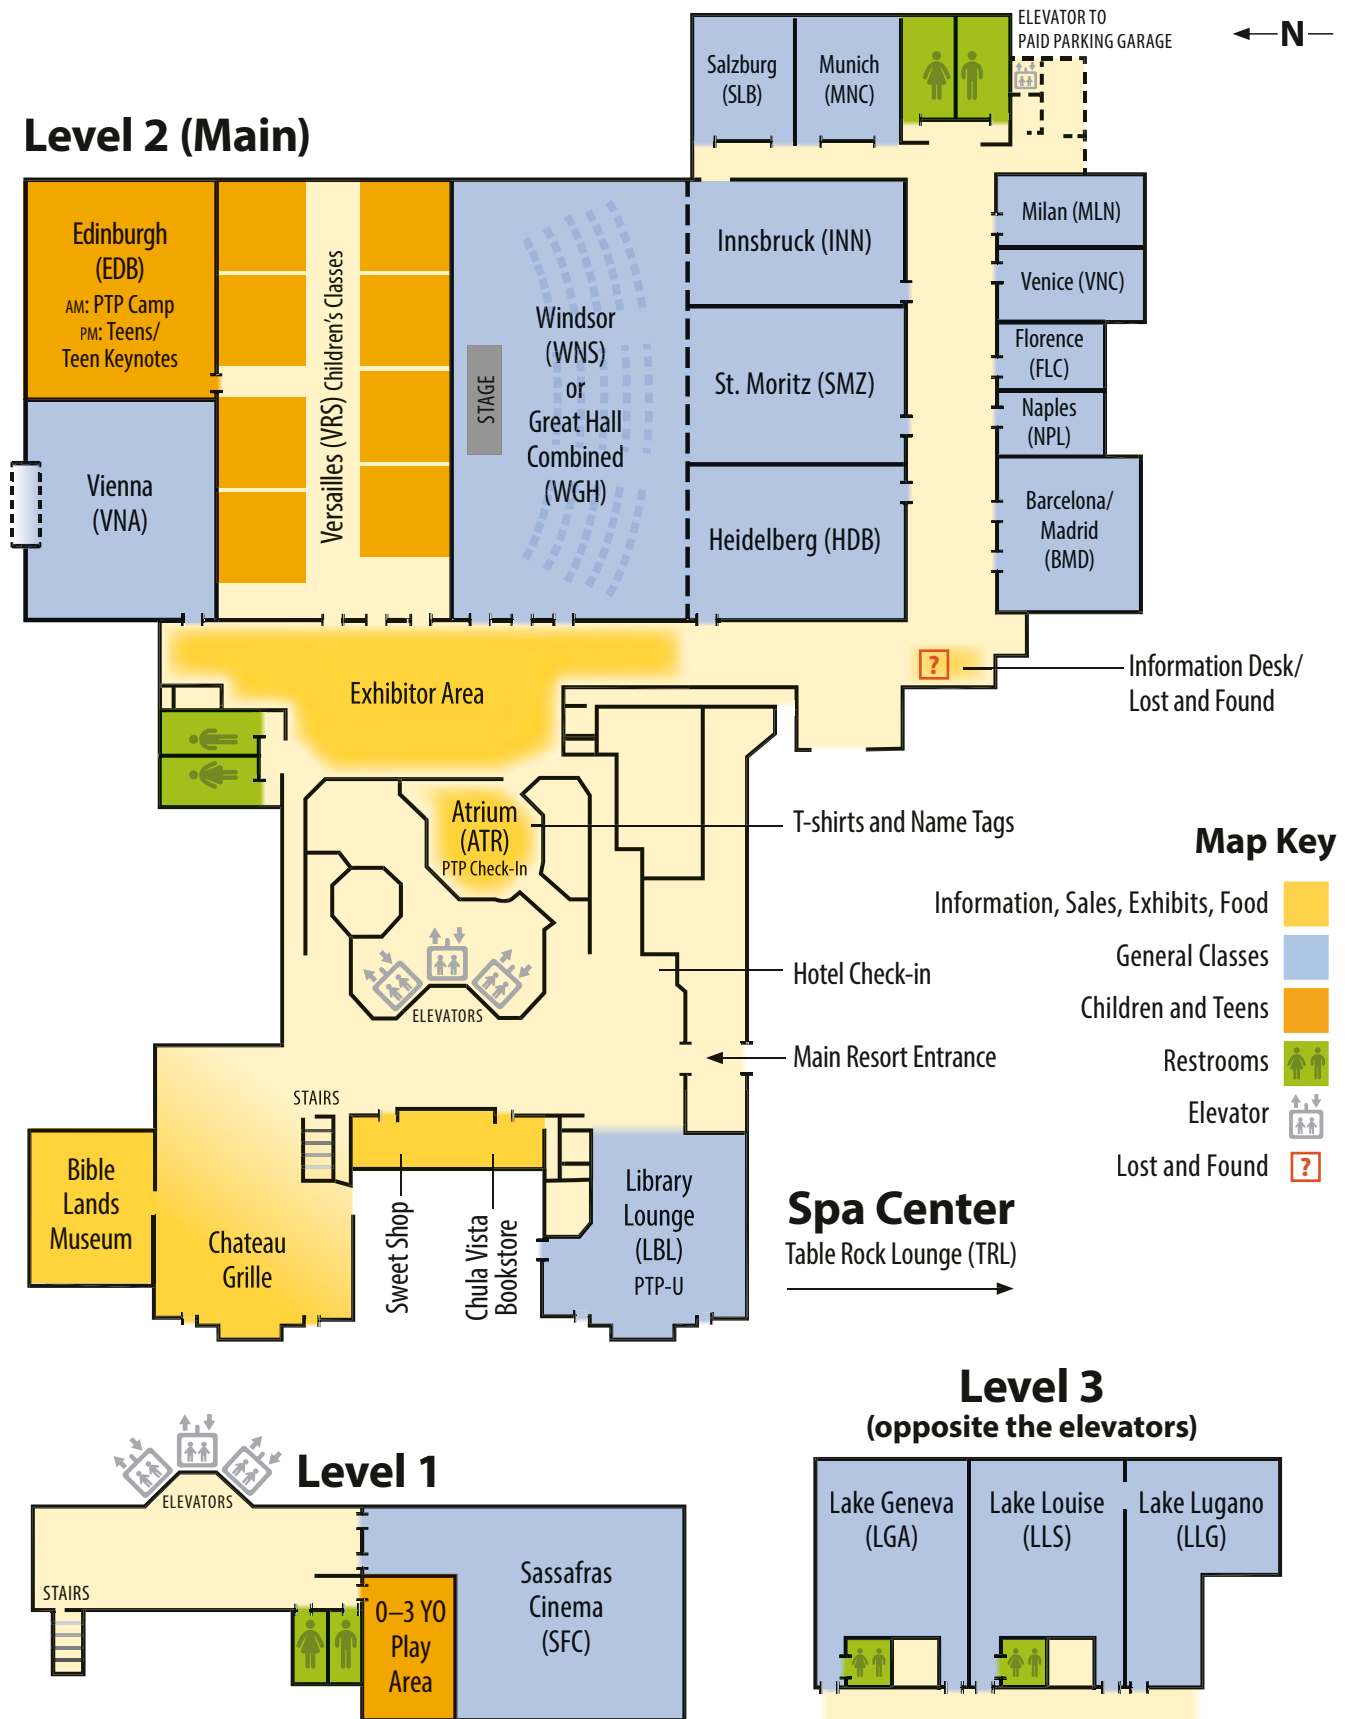 ELEVATOR TO
PAID PARKING GARAGE
N
Level 2 (Main)
Salzburg
(SLB)
Munich
(MNC)
Edinburgh
(EDB)
AM: PTP Camp
PM: Teens/
Teen Keynotes
Versailles (VRS) Children's Classes
Windsor
(WNS)
or
Great Hall
Combined
(WGH)
STAGE
Innsbruck (INN)
St. Moritz (SMZ)
Heidelberg (HDB)
Milan (MLN)
Venice (VNC)
Florence
(FLC)
Naples
(NPL)
Barcelona/
Madrid
(BMD)
Vienna
(VNA)
Exhibitor Area
?
Information Desk/
Lost and Found
Atrium
(ATR)
PTP Check-In
T-shirts and Name Tags
ELEVATORS
Hotel Check-in
Main Resort Entrance
Map Key
Information, Sales, Exhibits, Food
General Classes
Children and Teens
Restrooms
Elevator
Lost and Found
?
STAIRS
Bible
Lands
Museum
Chateau
Grille
Sweet Shop
Chula Vista
Bookstore
Library
Lounge
(LBL)
PTP-U
Spa Center
Table Rock Lounge (TRL)
Level 1
ELEVATORS
STAIRS
0–3 YO
Play
Area
Sassafras
Cinema
(SFC)
Level 3
(opposite the elevators)
Lake Geneva
(LGA)
Lake Louise
(LLS)
Lake Lugano
(LLG)